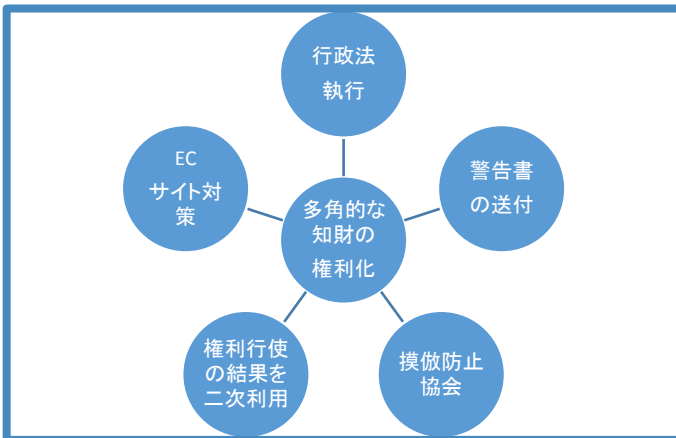 行政法
執行
EC
サイト対
策
警告書
の送付
多角的な
知財の
権利化
権利行使
の結果を
二次利用
摸倣防止
協会